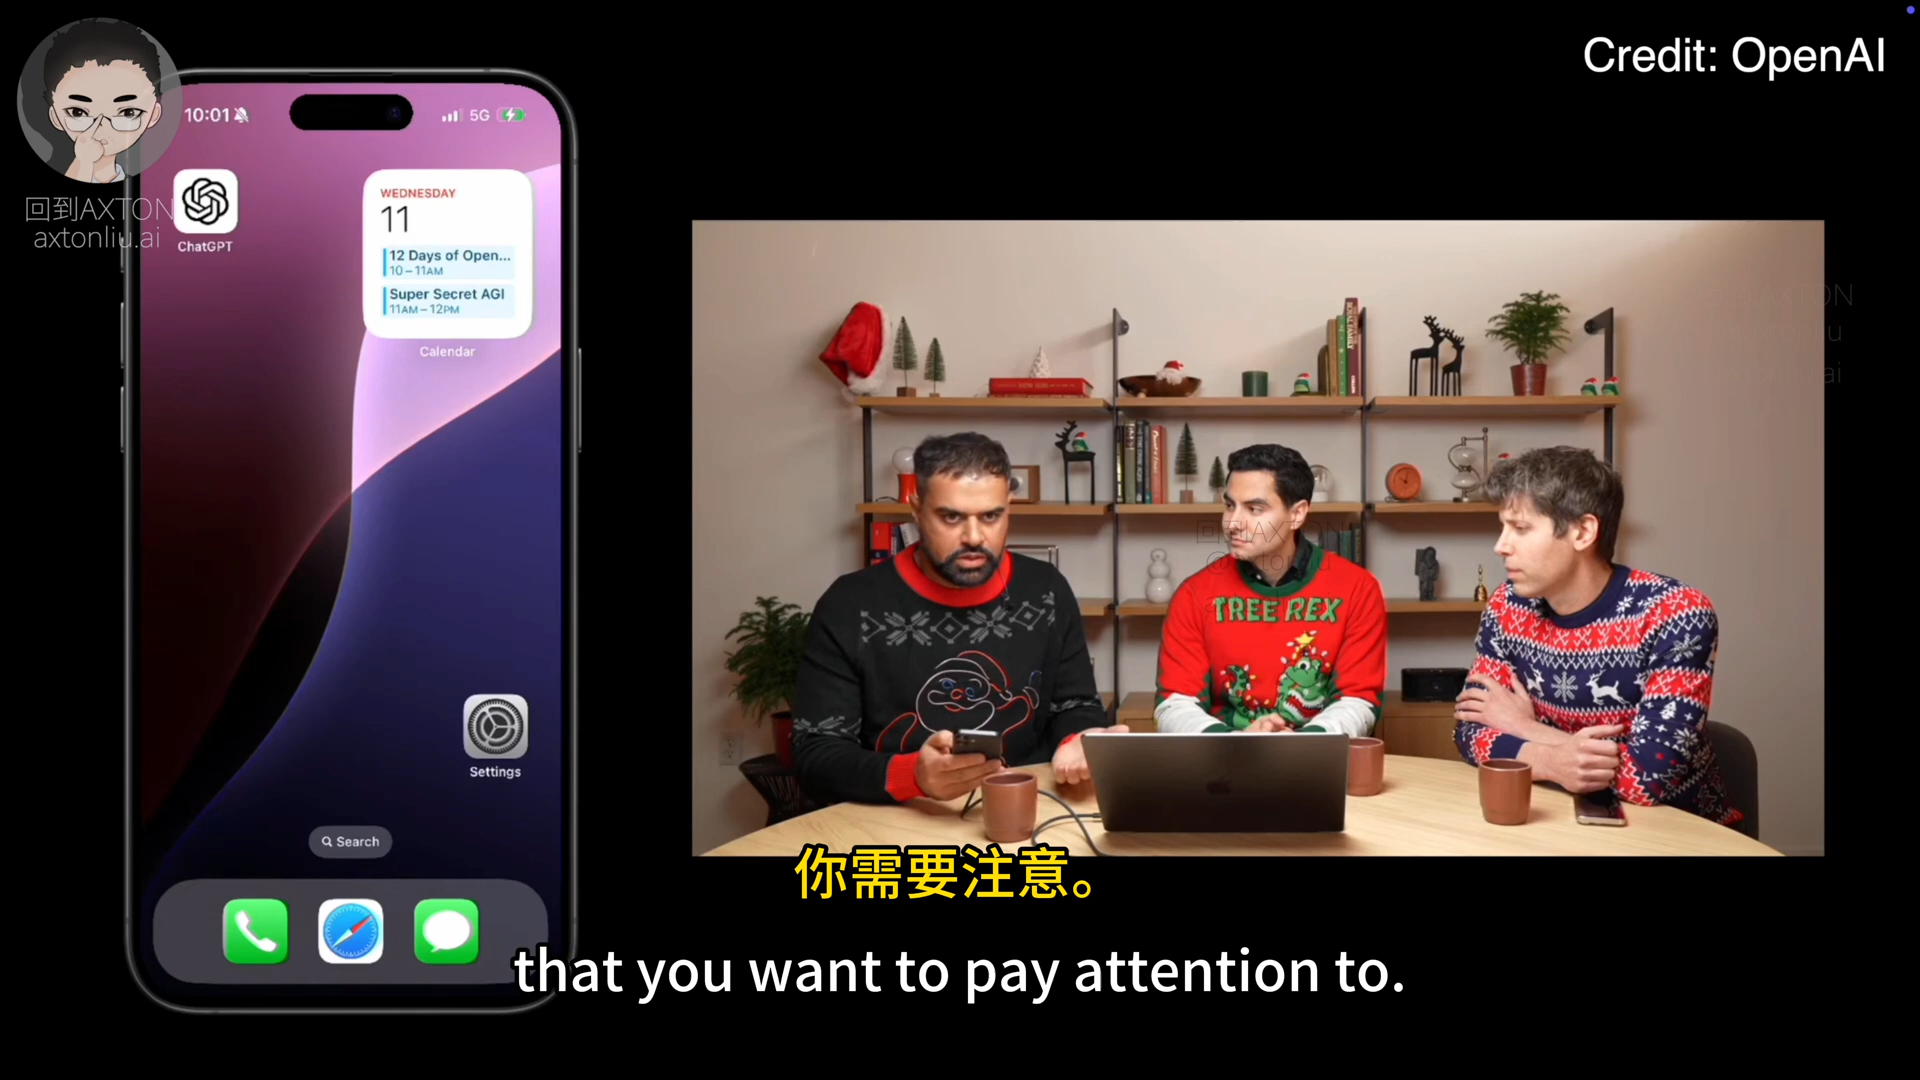 Credit: OpenAI
10:01
5G
回到AXTON
axtonliu.ai
ChatGPT
WEDNESDAY
11
12 Days of Open...
10 – 11AM
Super Secret AGI
11AM – 12PM
Calendar
Settings
Search
TREE REX
你需要注意。
that you want to pay attention to.